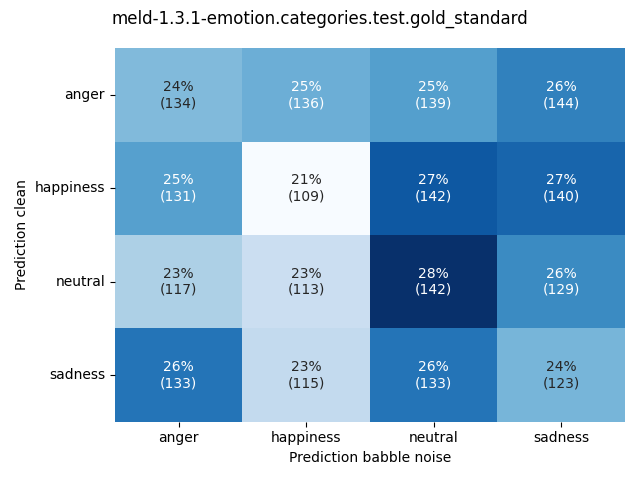 meld-1.3.1-emotion.categories.test.gold_standard
Prediction clean
anger
24%
(134)
25%
(136)
25%
(139)
26%
(144)
happiness
25%
(131)
21%
(109)
27%
(142)
27%
(140)
neutral
23%
(117)
23%
(113)
28%
(142)
26%
(129)
sadness
26%
(133)
23%
(115)
26%
(133)
24%
(123)
anger
happiness
neutral
sadness
Prediction babble noise